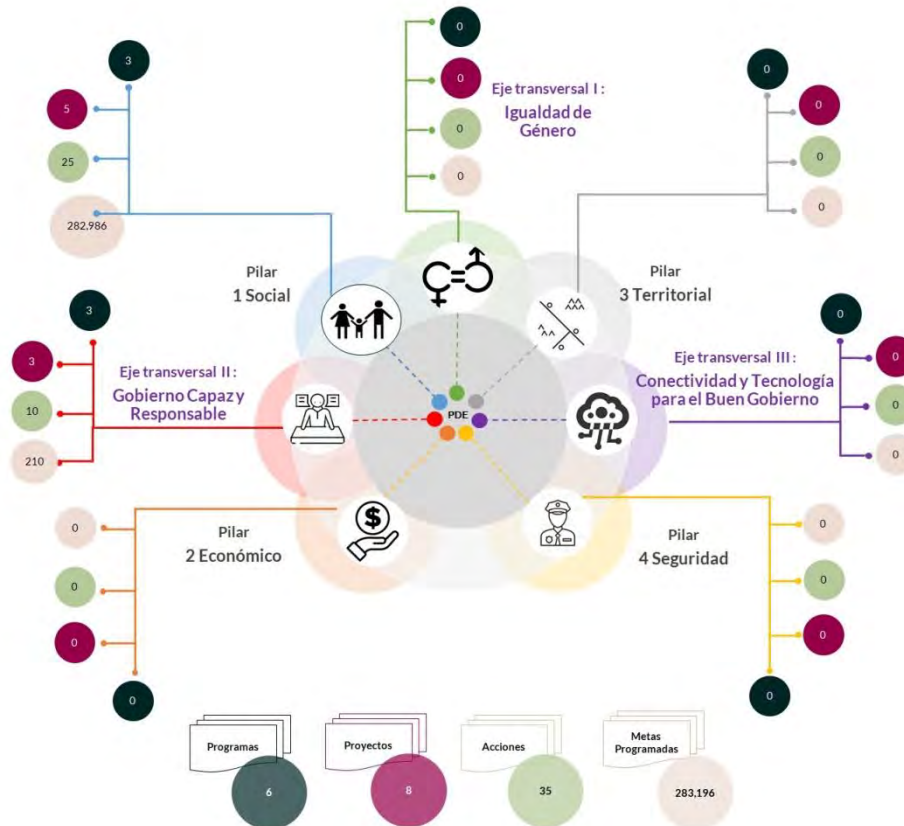 3
5
25
282,986
Pilar
1 Social
0
0
0
0
Eje transversal I :
Igualdad de
Género
0
0
0
0
Pilar
3 Territorial
3
3
10
210
Eje transversal II :
Gobierno Capaz y
Responsable
PDE
Eje transversal III :
Conectividad y Tecnología
para el Buen Gobierno
0
0
0
0
0
0
0
0
Pilar
2 Económico
$
Pilar
4 Seguridad
0
0
0
0
Programas
6
Proyectos
8
Acciones
35
Metas
Programadas
283,196